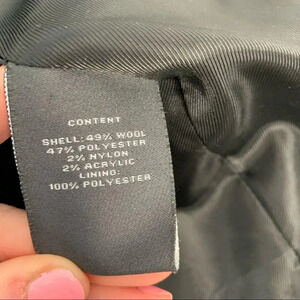 CONTENT
SHELL: 49% WOOL
47% POLYESTER
2% NYLON
2% ACRYLIC
LINING:
100% POLYESTER